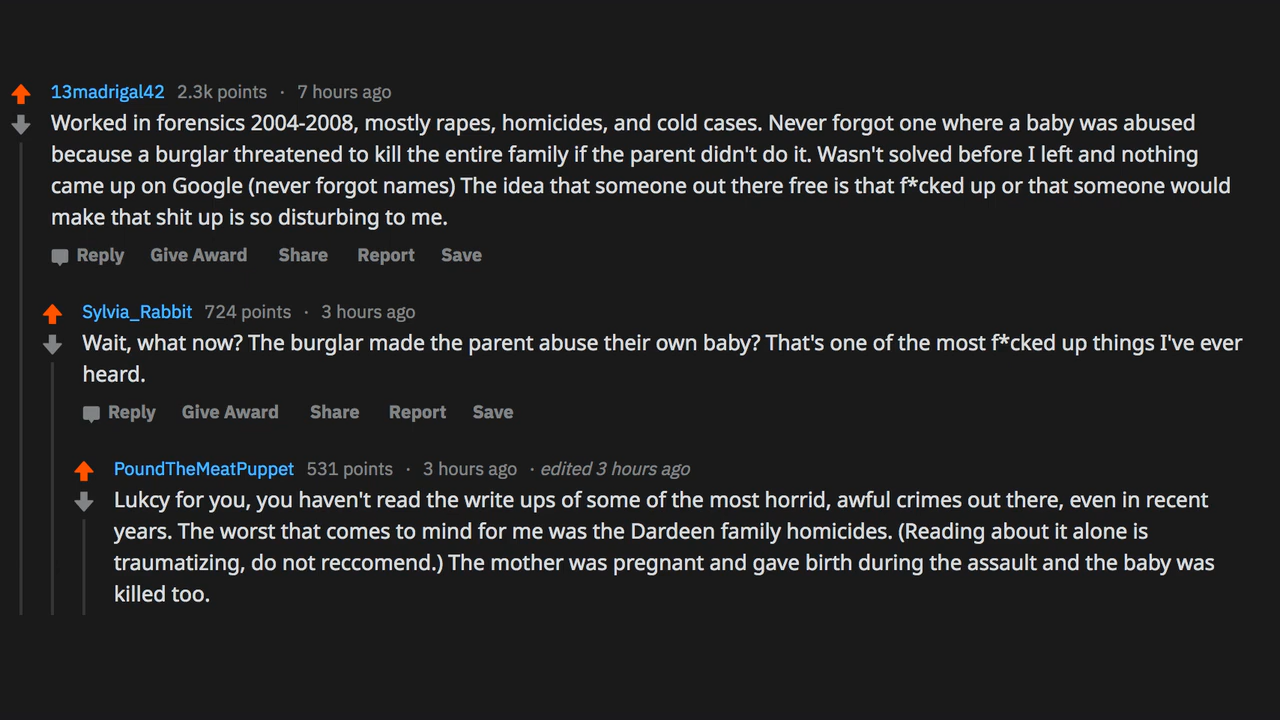 13madrigal42 2.3k points · 7 hours ago
Worked in forensics 2004-2008, mostly rapes, homicides, and cold cases. Never forgot one where a baby was abused
because a burglar threatened to kill the entire family if the parent didn't do it. Wasn't solved before I left and nothing
came up on Google (never forgot names) The idea that someone out there free is that f*cked up or that someone would
make that shit up is so disturbing to me.
Reply Give Award Share Report Save
Sylvia_Rabbit 724 points · 3 hours ago
Wait, what now? The burglar made the parent abuse their own baby? That's one of the most f*cked up things I've ever
heard.
Reply Give Award Share Report Save
PoundTheMeatPuppet 531 points · 3 hours ago · edited 3 hours ago
Lukcy for you, you haven't read the write ups of some of the most horrid, awful crimes out there, even in recent
years. The worst that comes to mind for me was the Dardeen family homicides. (Reading about it alone is
traumatizing, do not reccomend.) The mother was pregnant and gave birth during the assault and the baby was
killed too.